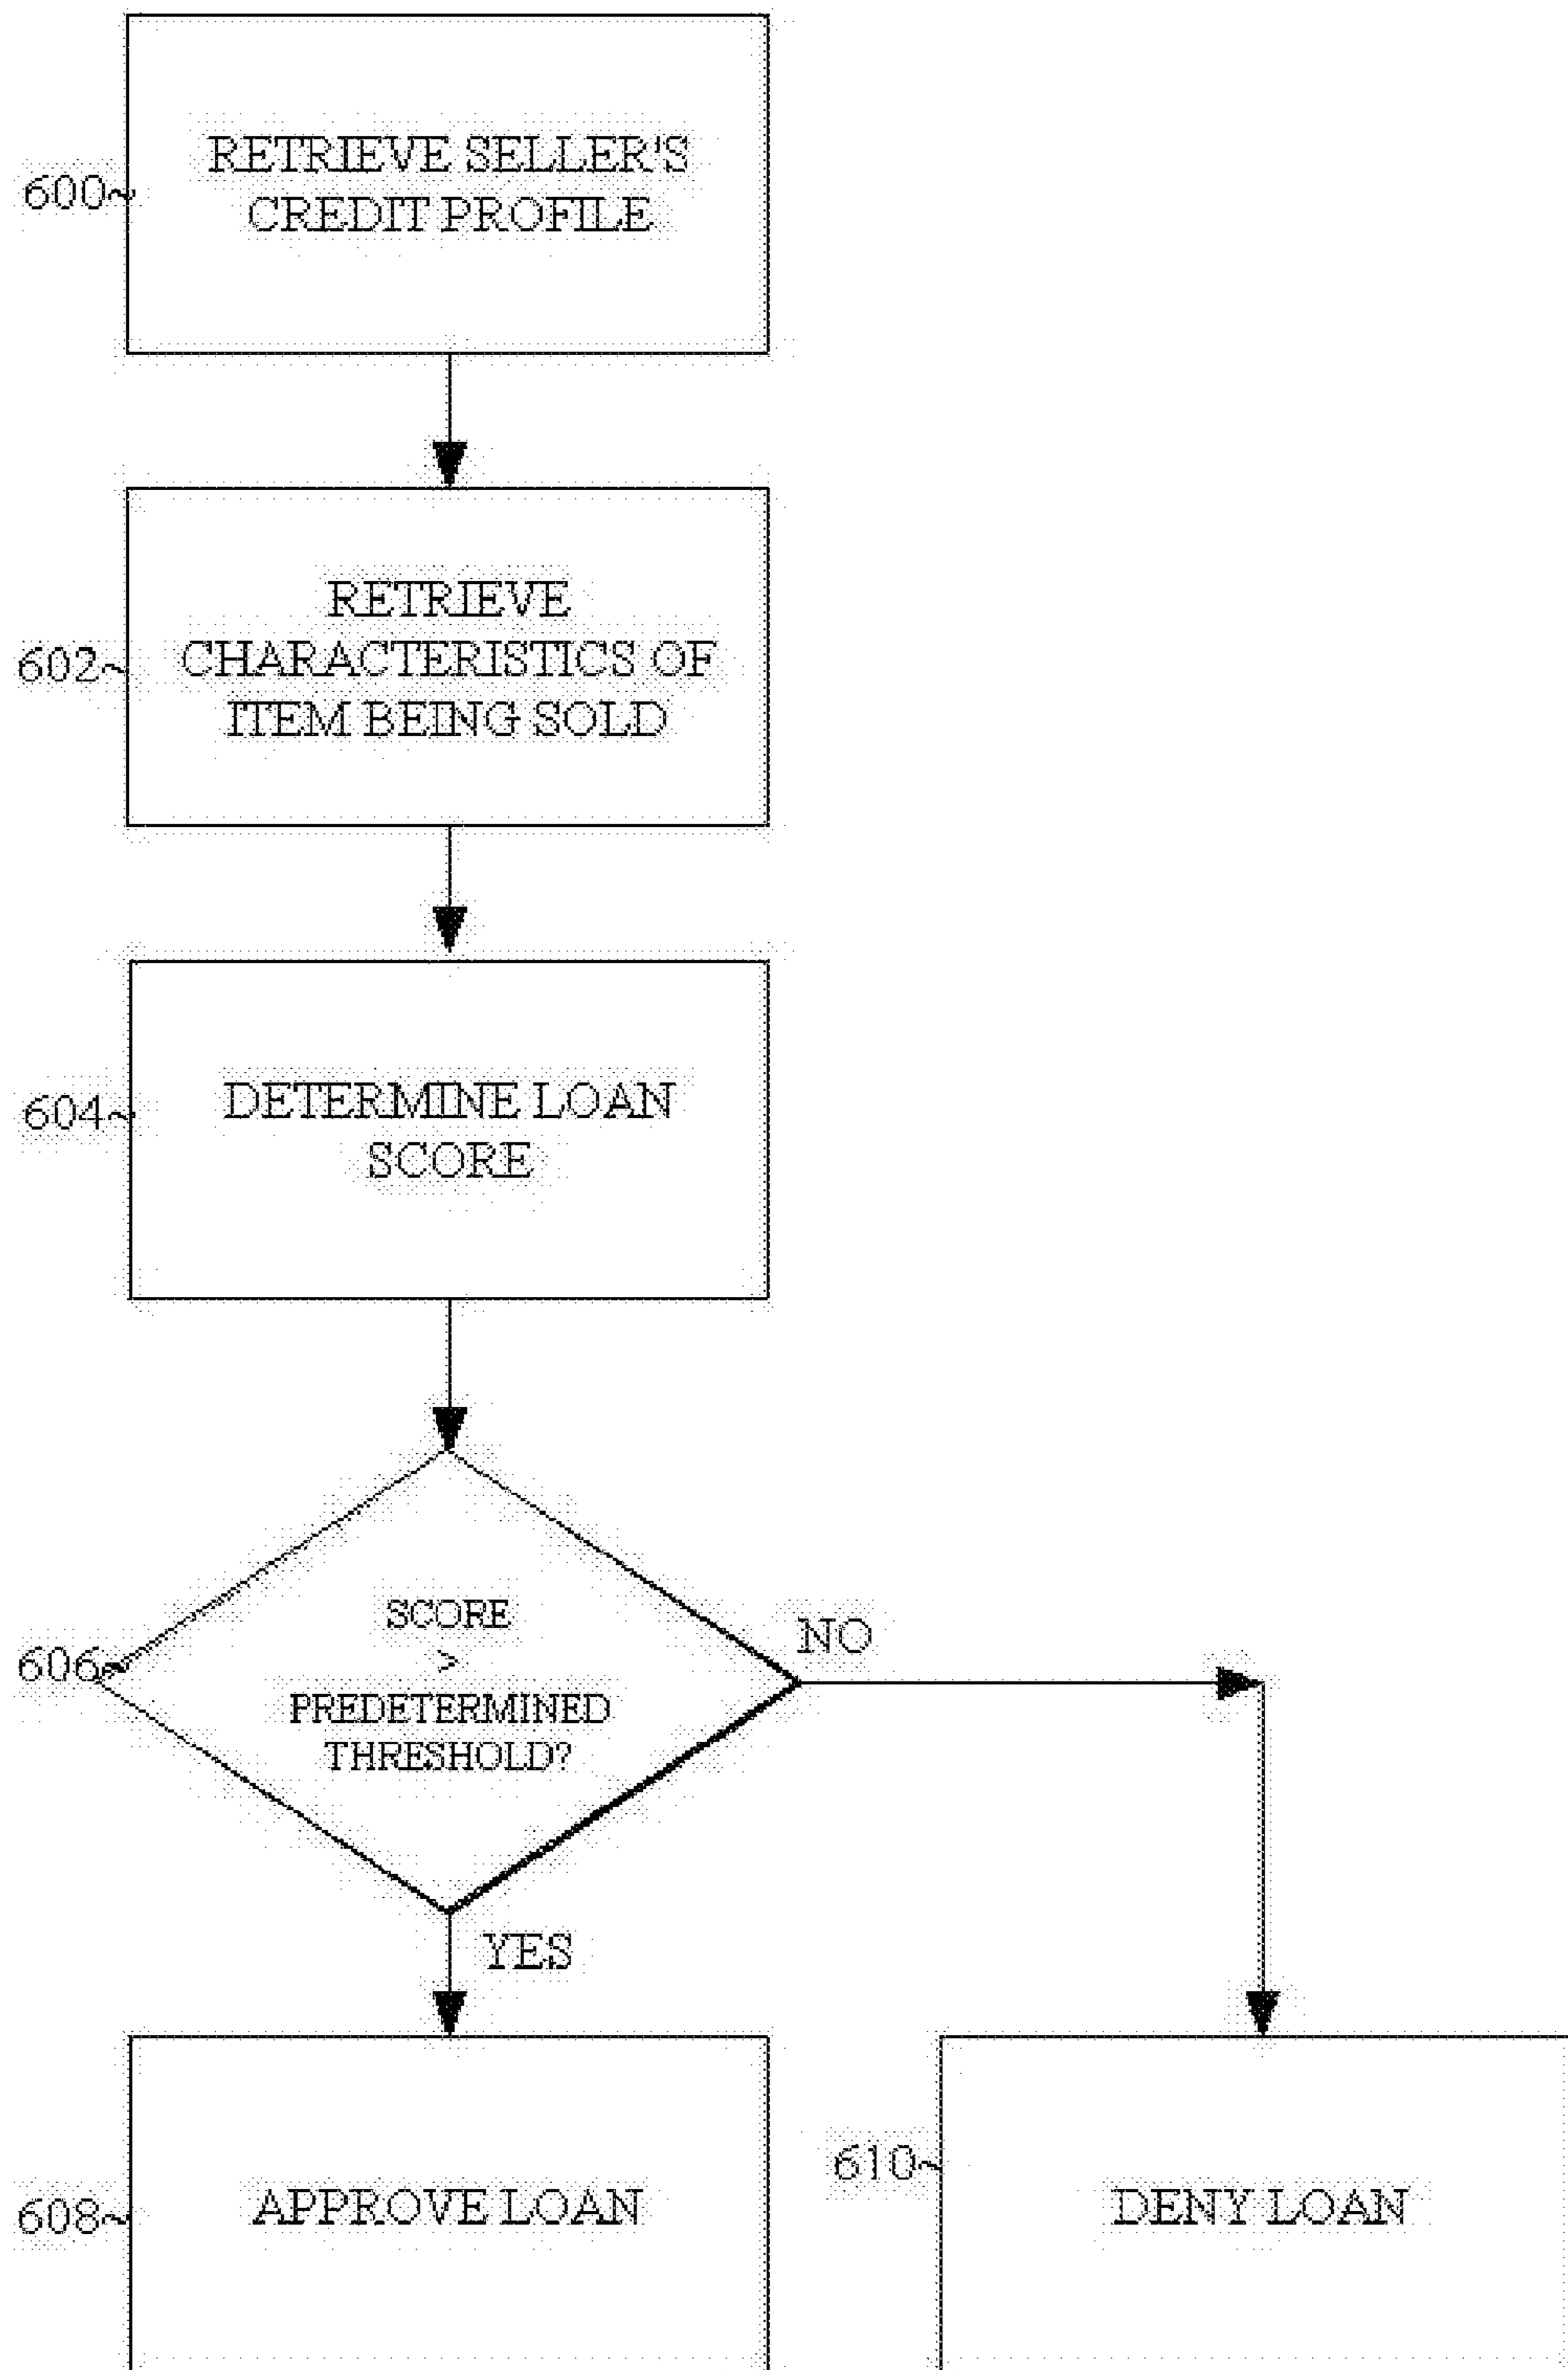 RETRIEVE SELLER'S
600~
CREDIT PROFILE
RETRIEVE
602~
CHARACTERISTICS OF
ITEM BEING SOLD
604~
DETERMINE LOAN
SCORE
SCORE
NO
606~
>
PREDETERMINED
THRESHOLD?
YES
608~
APPROVE LOAN
610~
DENY LOAN